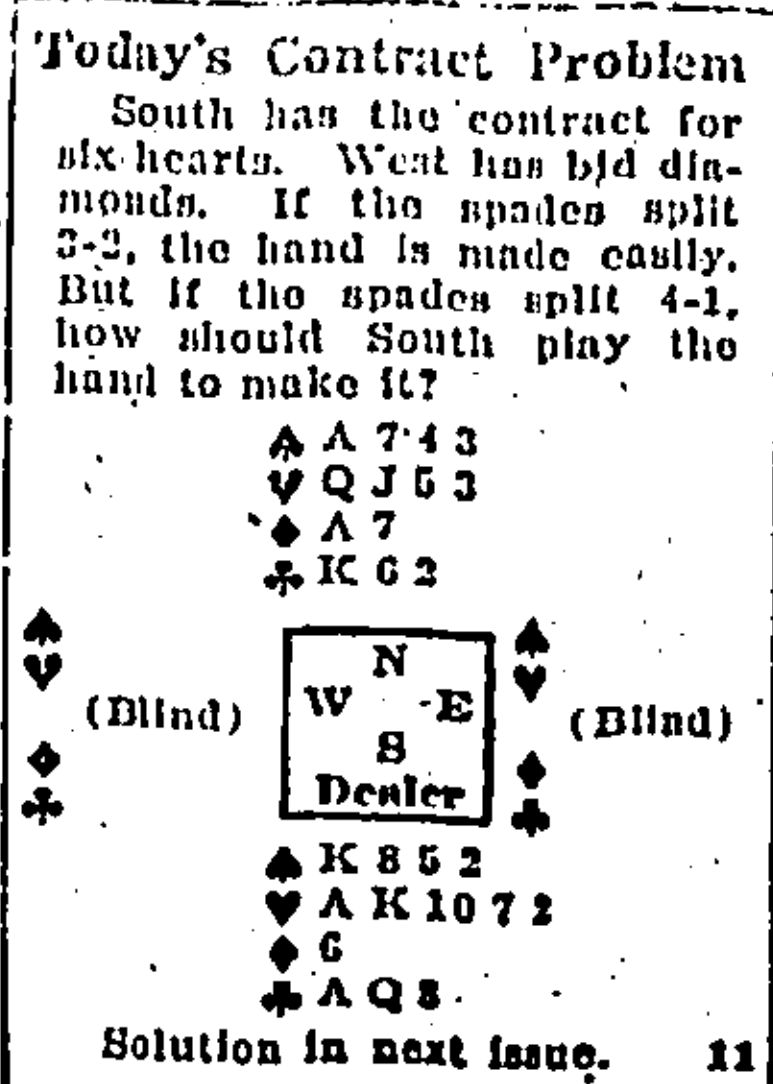 Today's Contract Problem
South has the contract for
six hearts. West has bid dia-
monds. If the spades split
3-2, the hand is made easily.
But if the spades split 4-1,
how should South play the
hand to make it?
♠ A 7 4 3
♥ Q J 5 3
♦ A 7
♣ K 6 2
♠
♥
(Blind)
♦
♣
N
W E
S
Dealer
♠
♥
(Blind)
♦
♣
♠ K 8 5 2
♥ A K 10 7 2
♦ 6
♣ A Q 8
Solution in next issue. 11